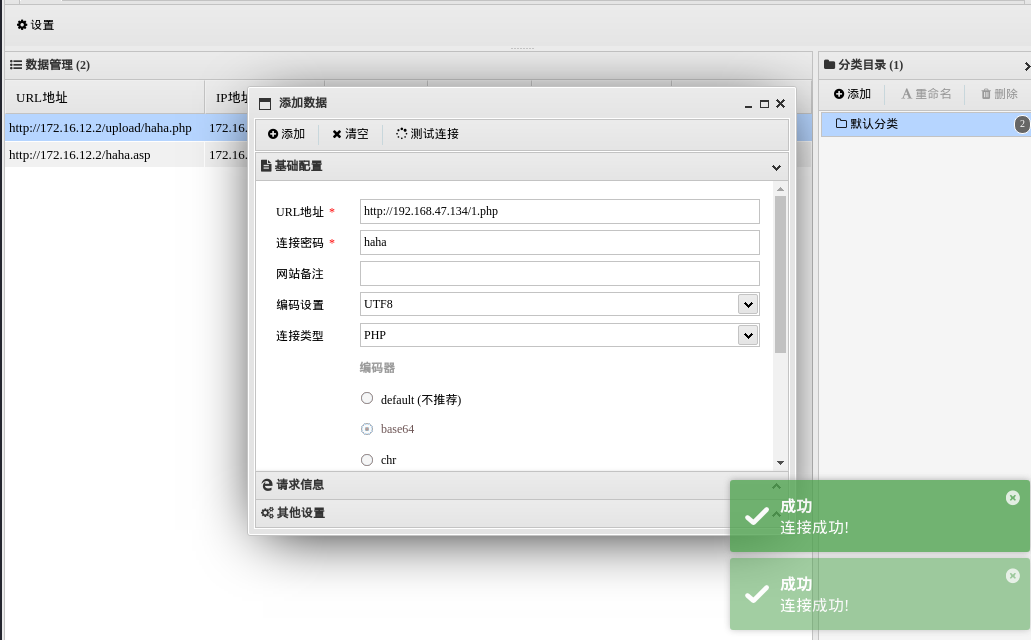 设置
数据管理 (2)
分类目录 (1)
URL地址
IP地址
添加
重命名
删除
http://172.16.12.2/upload/haha.php
172.16.
http://172.16.12.2/haha.asp
172.16.
默认分类
2
添加数据
添加
清空
测试连接
基础配置
URL地址 *
http://192.168.47.134/1.php
连接密码 *
haha
网站备注
编码设置
UTF8
连接类型
PHP
编码器
default (不推荐)
base64
chr
请求信息
其他设置
成功
连接成功!
成功
连接成功!